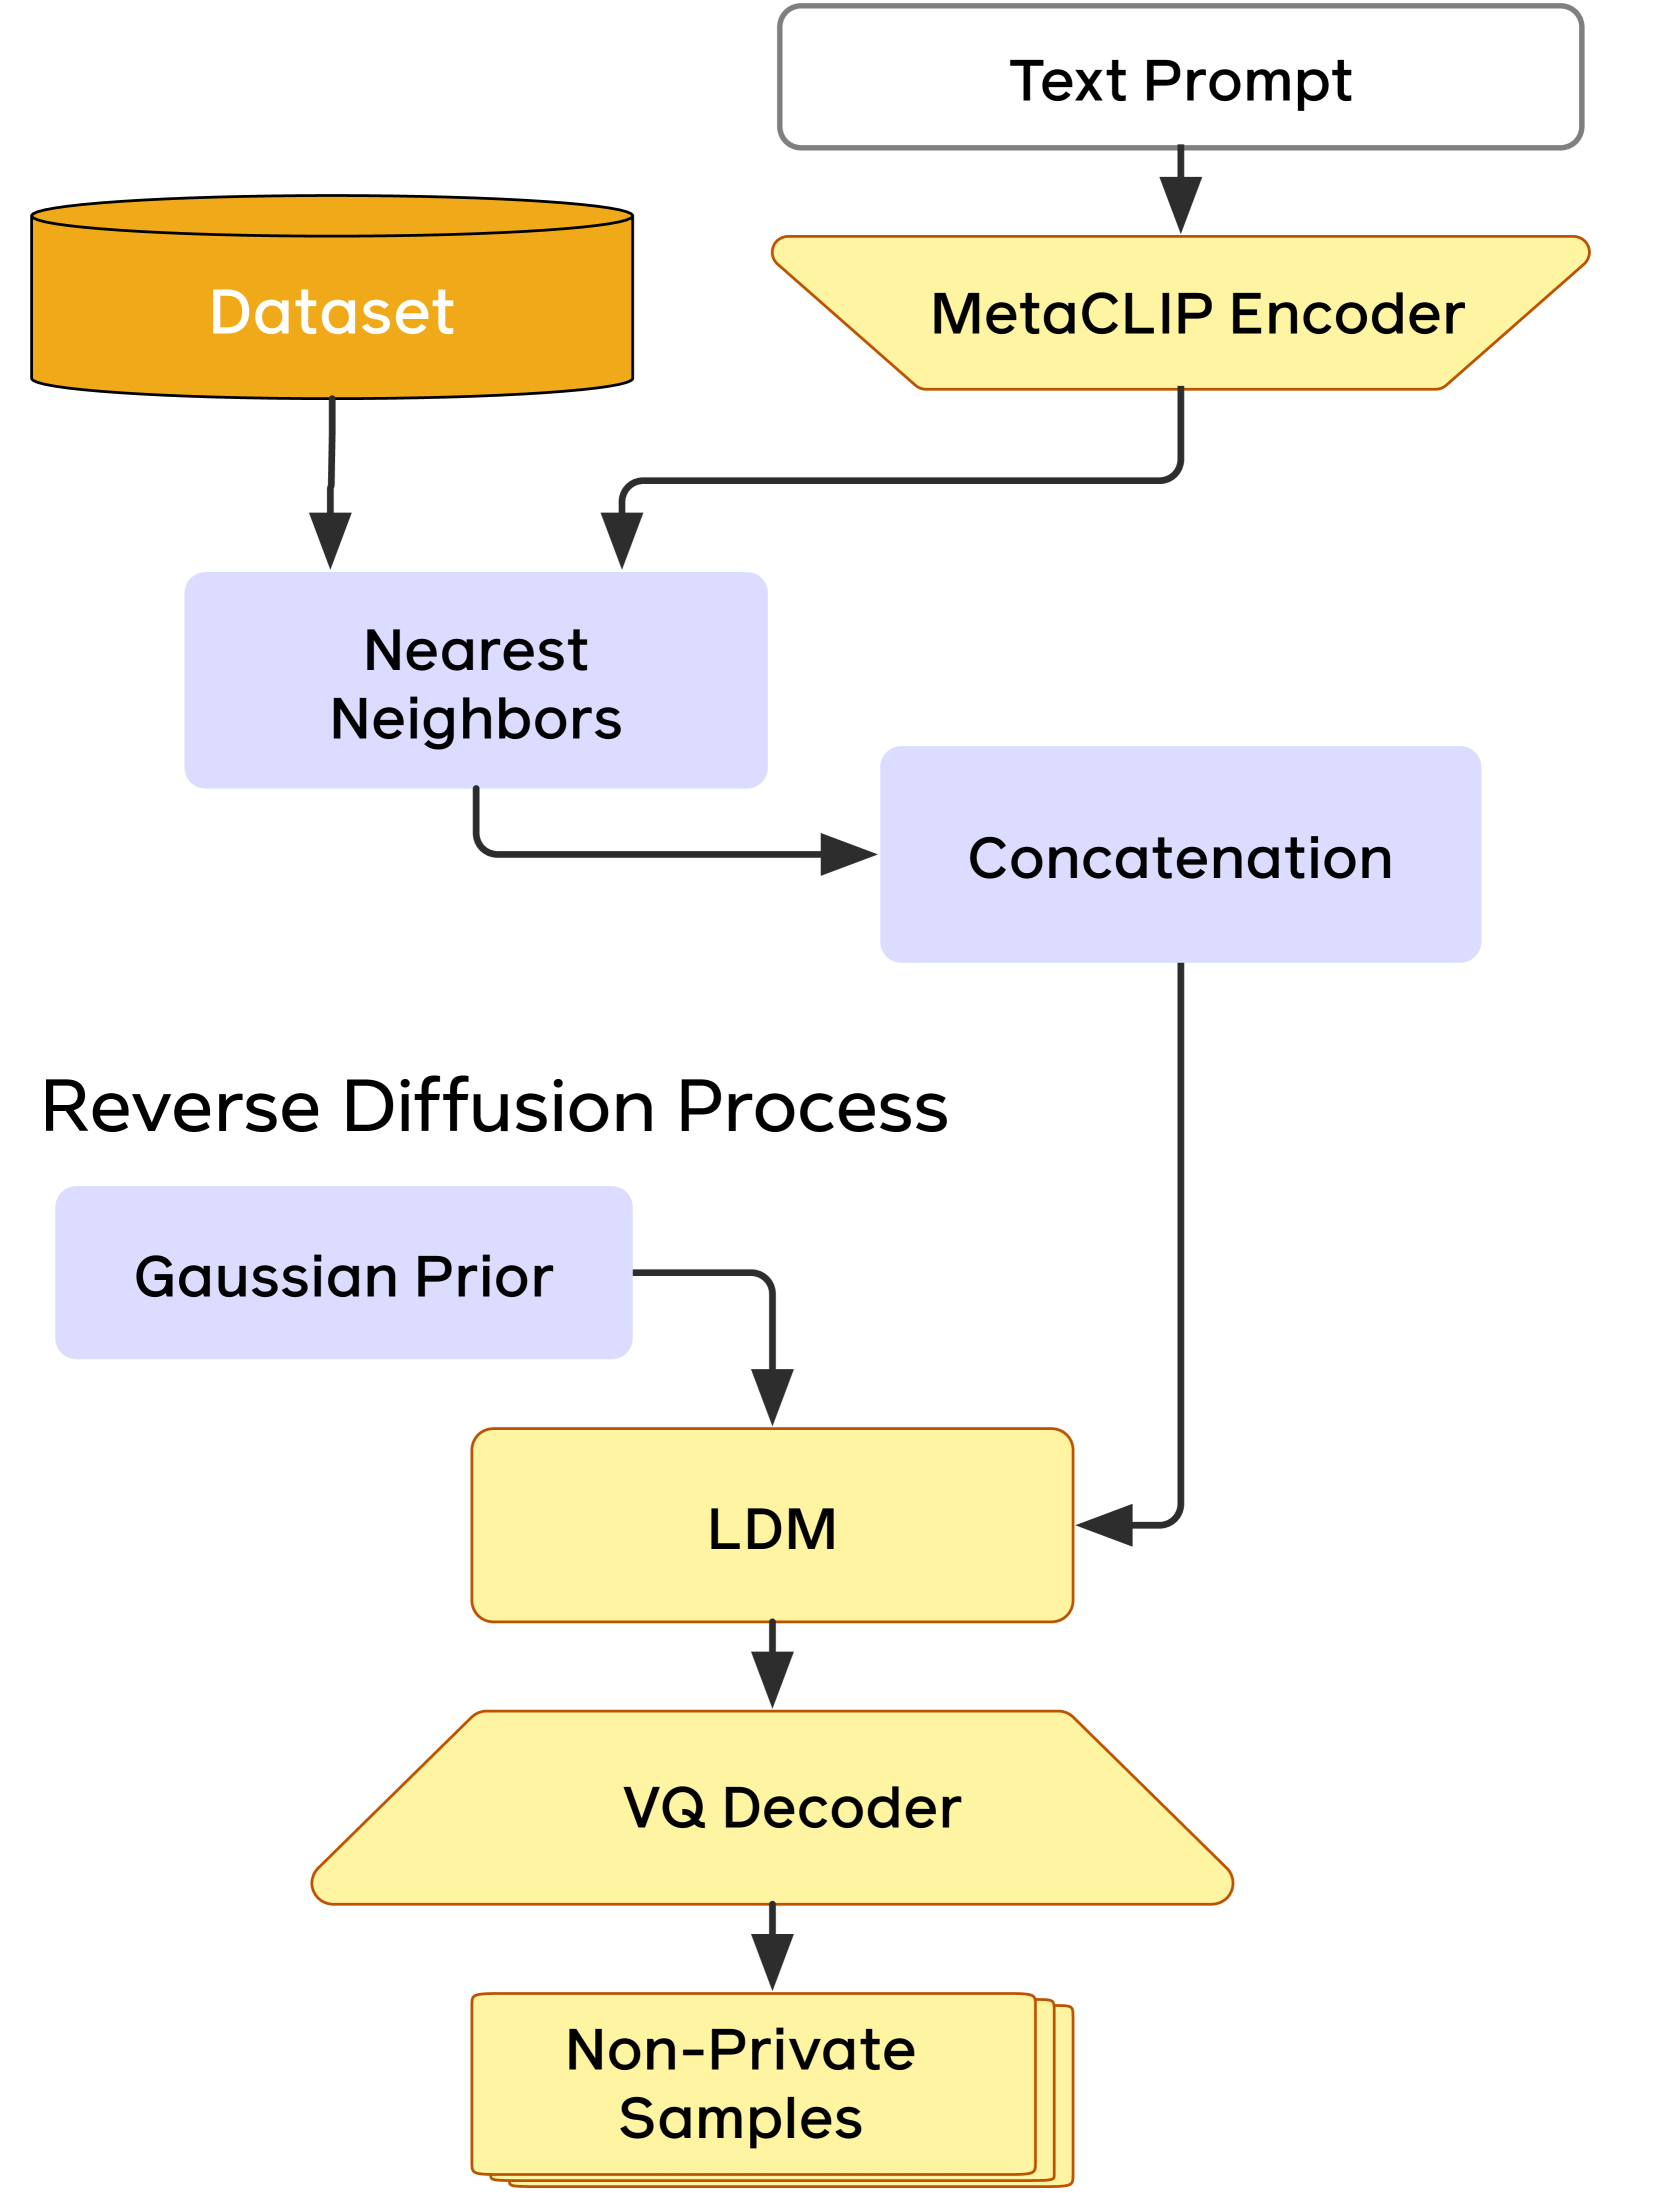 Text Prompt
Dataset
MetaCLIP Encoder
Nearest
Neighbors
Concatenation
Reverse Diffusion Process
Gaussian Prior
LDM
VQ Decoder
Non-Private
Samples